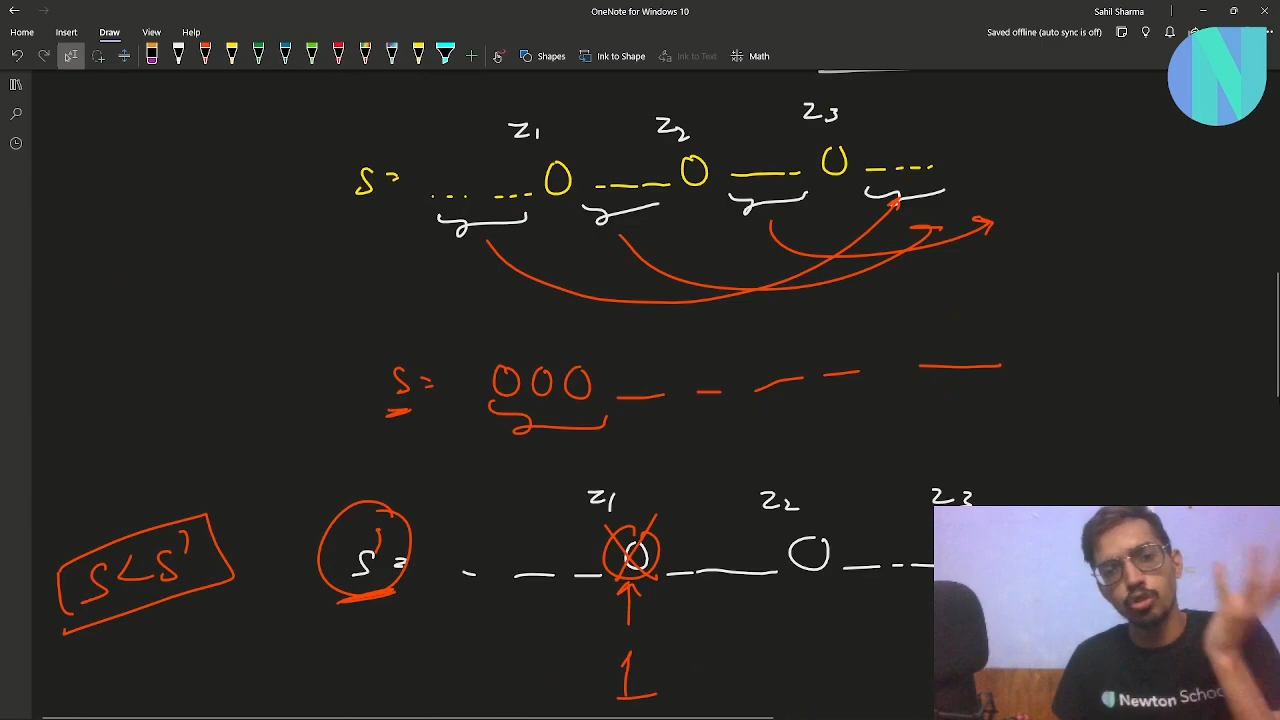 OneNote for Windows 10
Sahil Sharma
Home Insert Draw View Help
Saved offline (auto sync is off)
Shapes Ink to Shape Ink to Text Math
N
z1 z2 z3
S= 0 0 0
S= 000
z1 z2 z3
S<S'
S'= 0 0
1
Newton Schoo